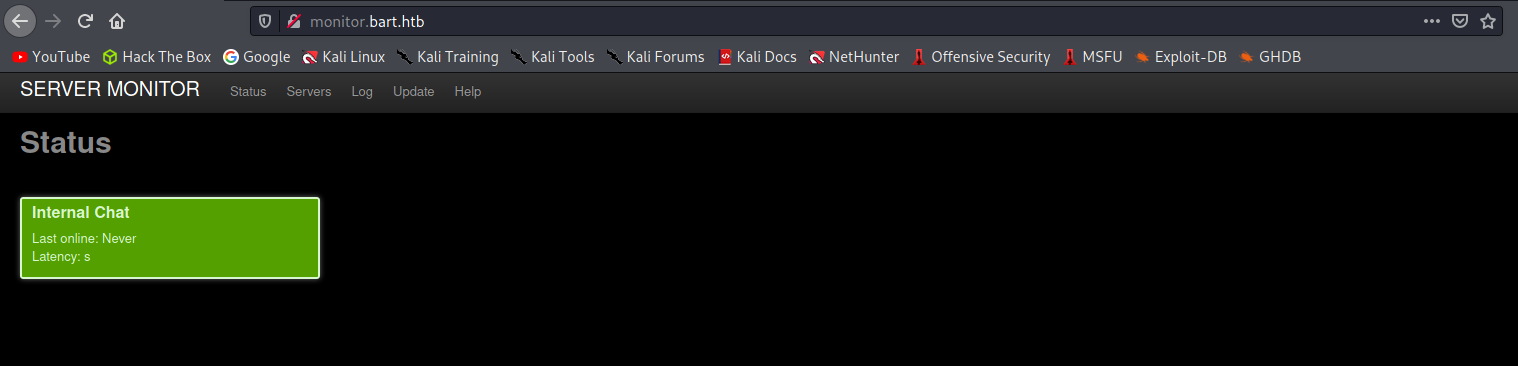 monitor.bart.htb
YouTube Hack The Box Google Kali Linux Kali Training Kali Tools Kali Forums Kali Docs NetHunter Offensive Security MSFU Exploit-DB GHDB
SERVER MONITOR Status Servers Log Update Help
Status
Internal Chat
Last online: Never
Latency: s